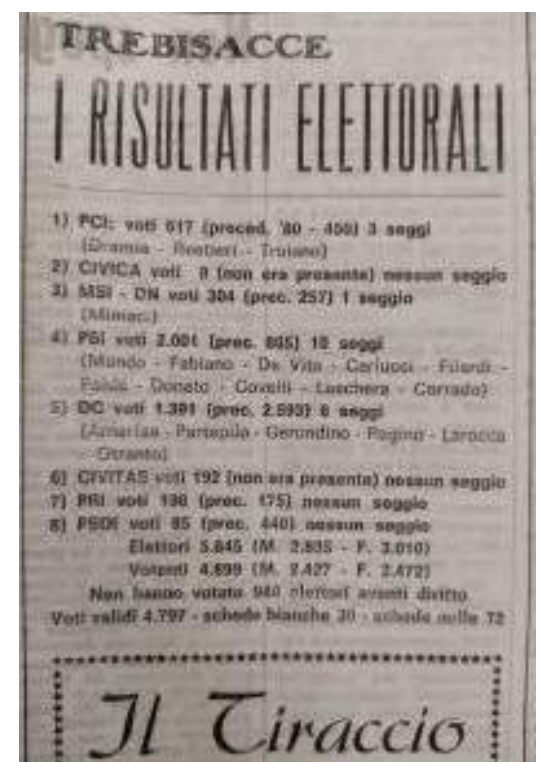 TREBISACCE
I RISULTATI ELETTORALI
1) PCI: voti 617 (preced. '80 - 450) 3 seggi
(Dramis - - Troiano)
2) CIVICA voti 9 (non era presente) nessun seggio
3) MSI - DN voti 304 (prec. 257) 1 seggio
4) PSI voti 2.001 (prec. 865) 10 seggi
(Mundo - Fabiano - De Vita - Carlucci - Filardi -
- Donato - Covelli - Laschera - Corrado)
5) DC voti 1.391 (prec. 2.593) 6 seggi
( - Partepilo - Gerundino - Regino - Larocca
- Odranto)
6) CIVITAS voti 192 (non era presente) nessun seggio
7) PRI voti 198 (prec. 175) nessun seggio
8) PSDI voti 85 (prec. 440) nessun seggio
Elettori 5.845 (M. 2.835 - F. 3.010)
Votanti 4.899 (M. 2.427 - F. 2.472)
Non hanno votato 940 elettori aventi diritto
Voti validi 4.797 - schede bianche 30 - schede nulle 72
Il Tiraccio